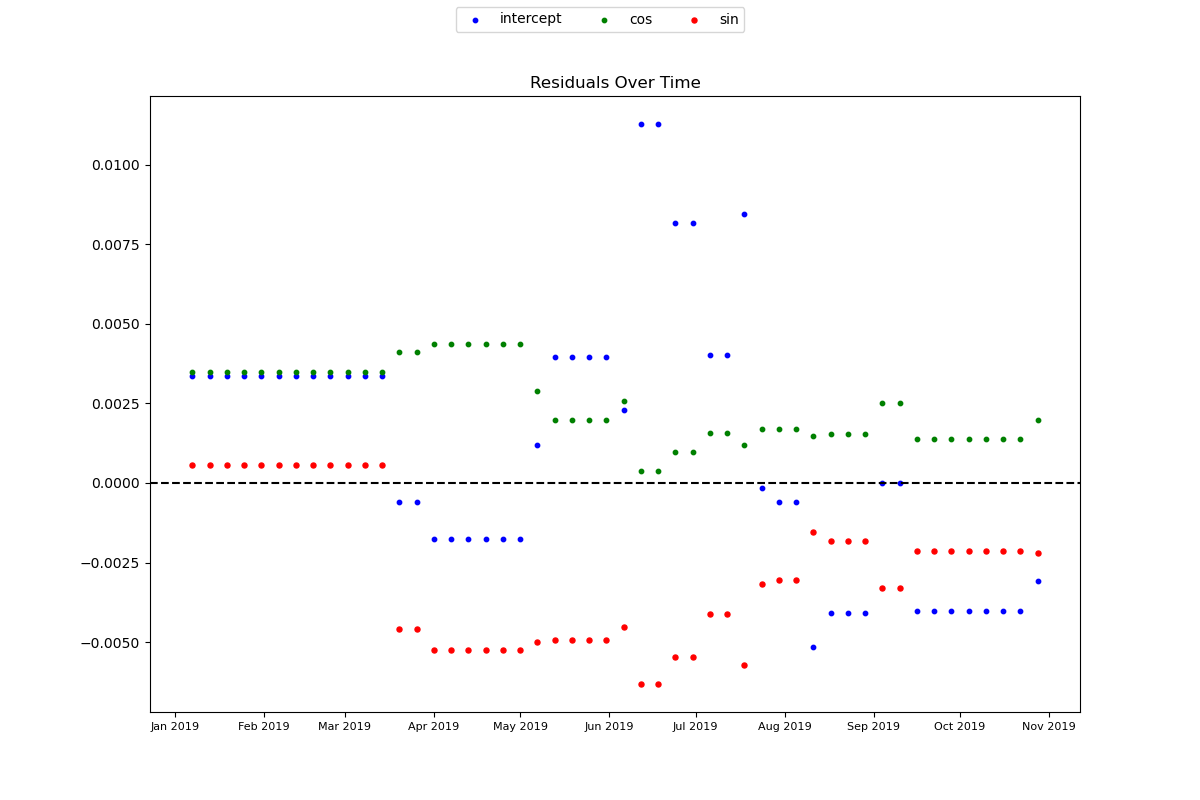 intercept cos sin
Residuals Over Time
0.0100
0.0075
0.0050
0.0025
0.0000
−0.0025
−0.0050
Jan 2019 Feb 2019 Mar 2019 Apr 2019 May 2019 Jun 2019 Jul 2019 Aug 2019 Sep 2019 Oct 2019 Nov 2019